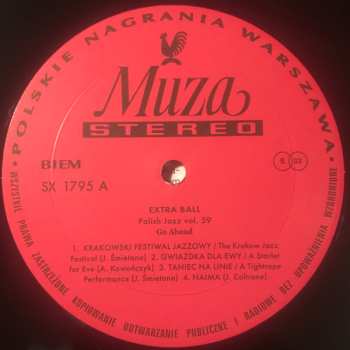 • POLSKIE NAGRANIA WARSZAWA •
Muza
STEREO
BIEM
SX 1795 A
EXTRA BALL
Polish Jazz vol. 59
Go Ahead
1. KRAKOWSKI FESTIWAL JAZZOWY / The Krakow Jazz
Festival (J. Śmietana) 2. GWIAZDKA DLA EWY / A Starlet
for Eve (A. Kowalczyk) 3. TANIEC NA LINIE / A Tightrope
Performance (J. Śmietana) 4. NAIMA (J. Coltrane)
WSZYSTKIE PRAWA ZASTRZEŻONE KOPIOWANIE ODTWARZANIE PUBLICZNE I RADIOWE BEZ UPOWAŻNIENIA WZBRONIONE